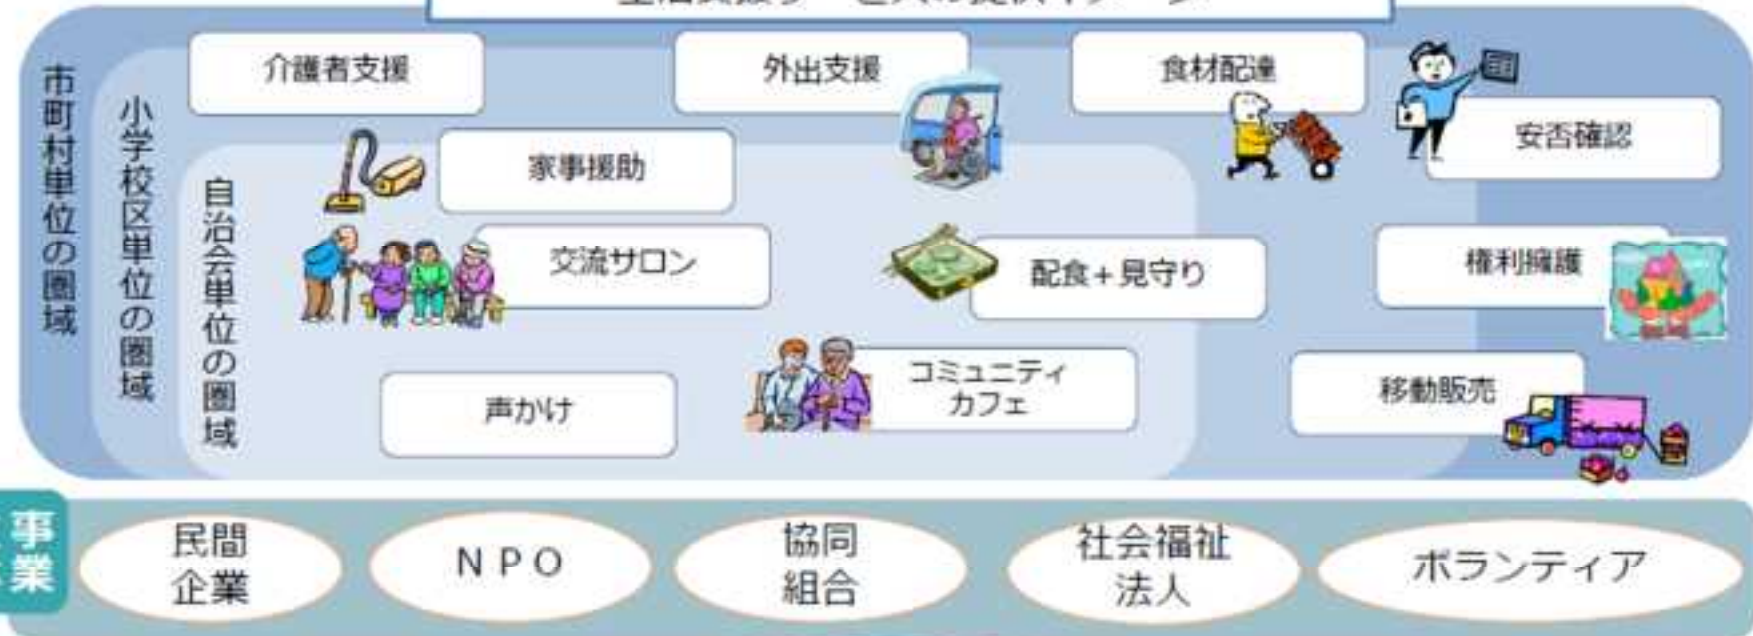 市町村単位の圏域
小学校区単位の圏域
自治会単位の圏域
介護者支援
外出支援
食材配達
安否確認
家事援助
交流サロン
配食+見守り
権利擁護
声かけ
コミュニティ
カフェ
移動販売
事業
民間
企業
NPO
協同
組合
社会福祉
法人
ボランティア